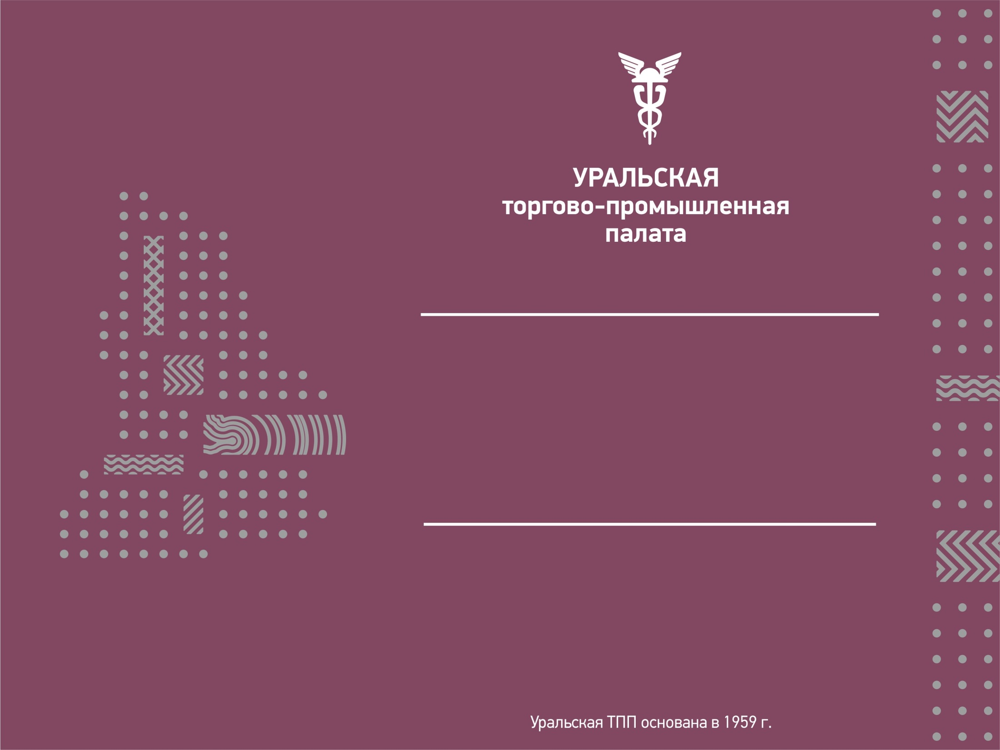 УРАЛЬСКАЯ
торгово-промышленная
палата
Уральская ТПП основана в 1959 г.